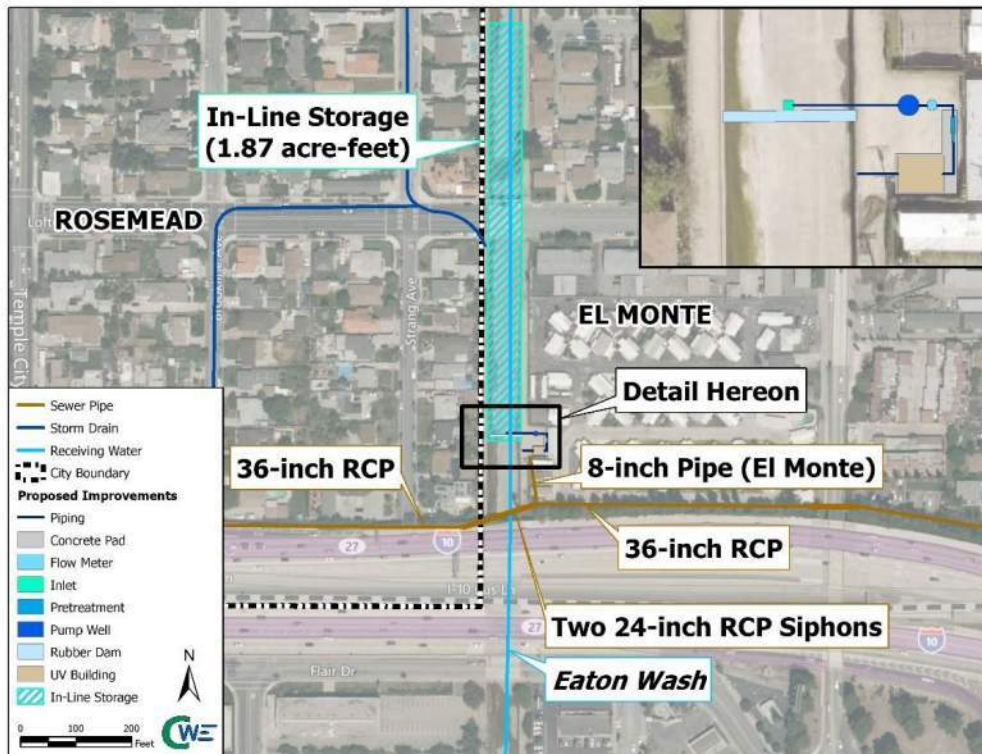 In-Line Storage
(1.87 acre-feet)
ROSEMEAD
Strang Ave
Temple City
EL MONTE
Detail Hereon
36-inch RCP
8-inch Pipe (El Monte)
10
27
36-inch RCP
27
10
Two 24-inch RCP Siphons
Eaton Wash
Flair Dr
Sewer Pipe
Storm Drain
Receiving Water
City Boundary
Proposed Improvements
Piping
Concrete Pad
Flow Meter
Inlet
Pretreatment
Pump Well
Rubber Dam
UV Building
In-Line Storage
N
0 50 100 200
Feet
CWE